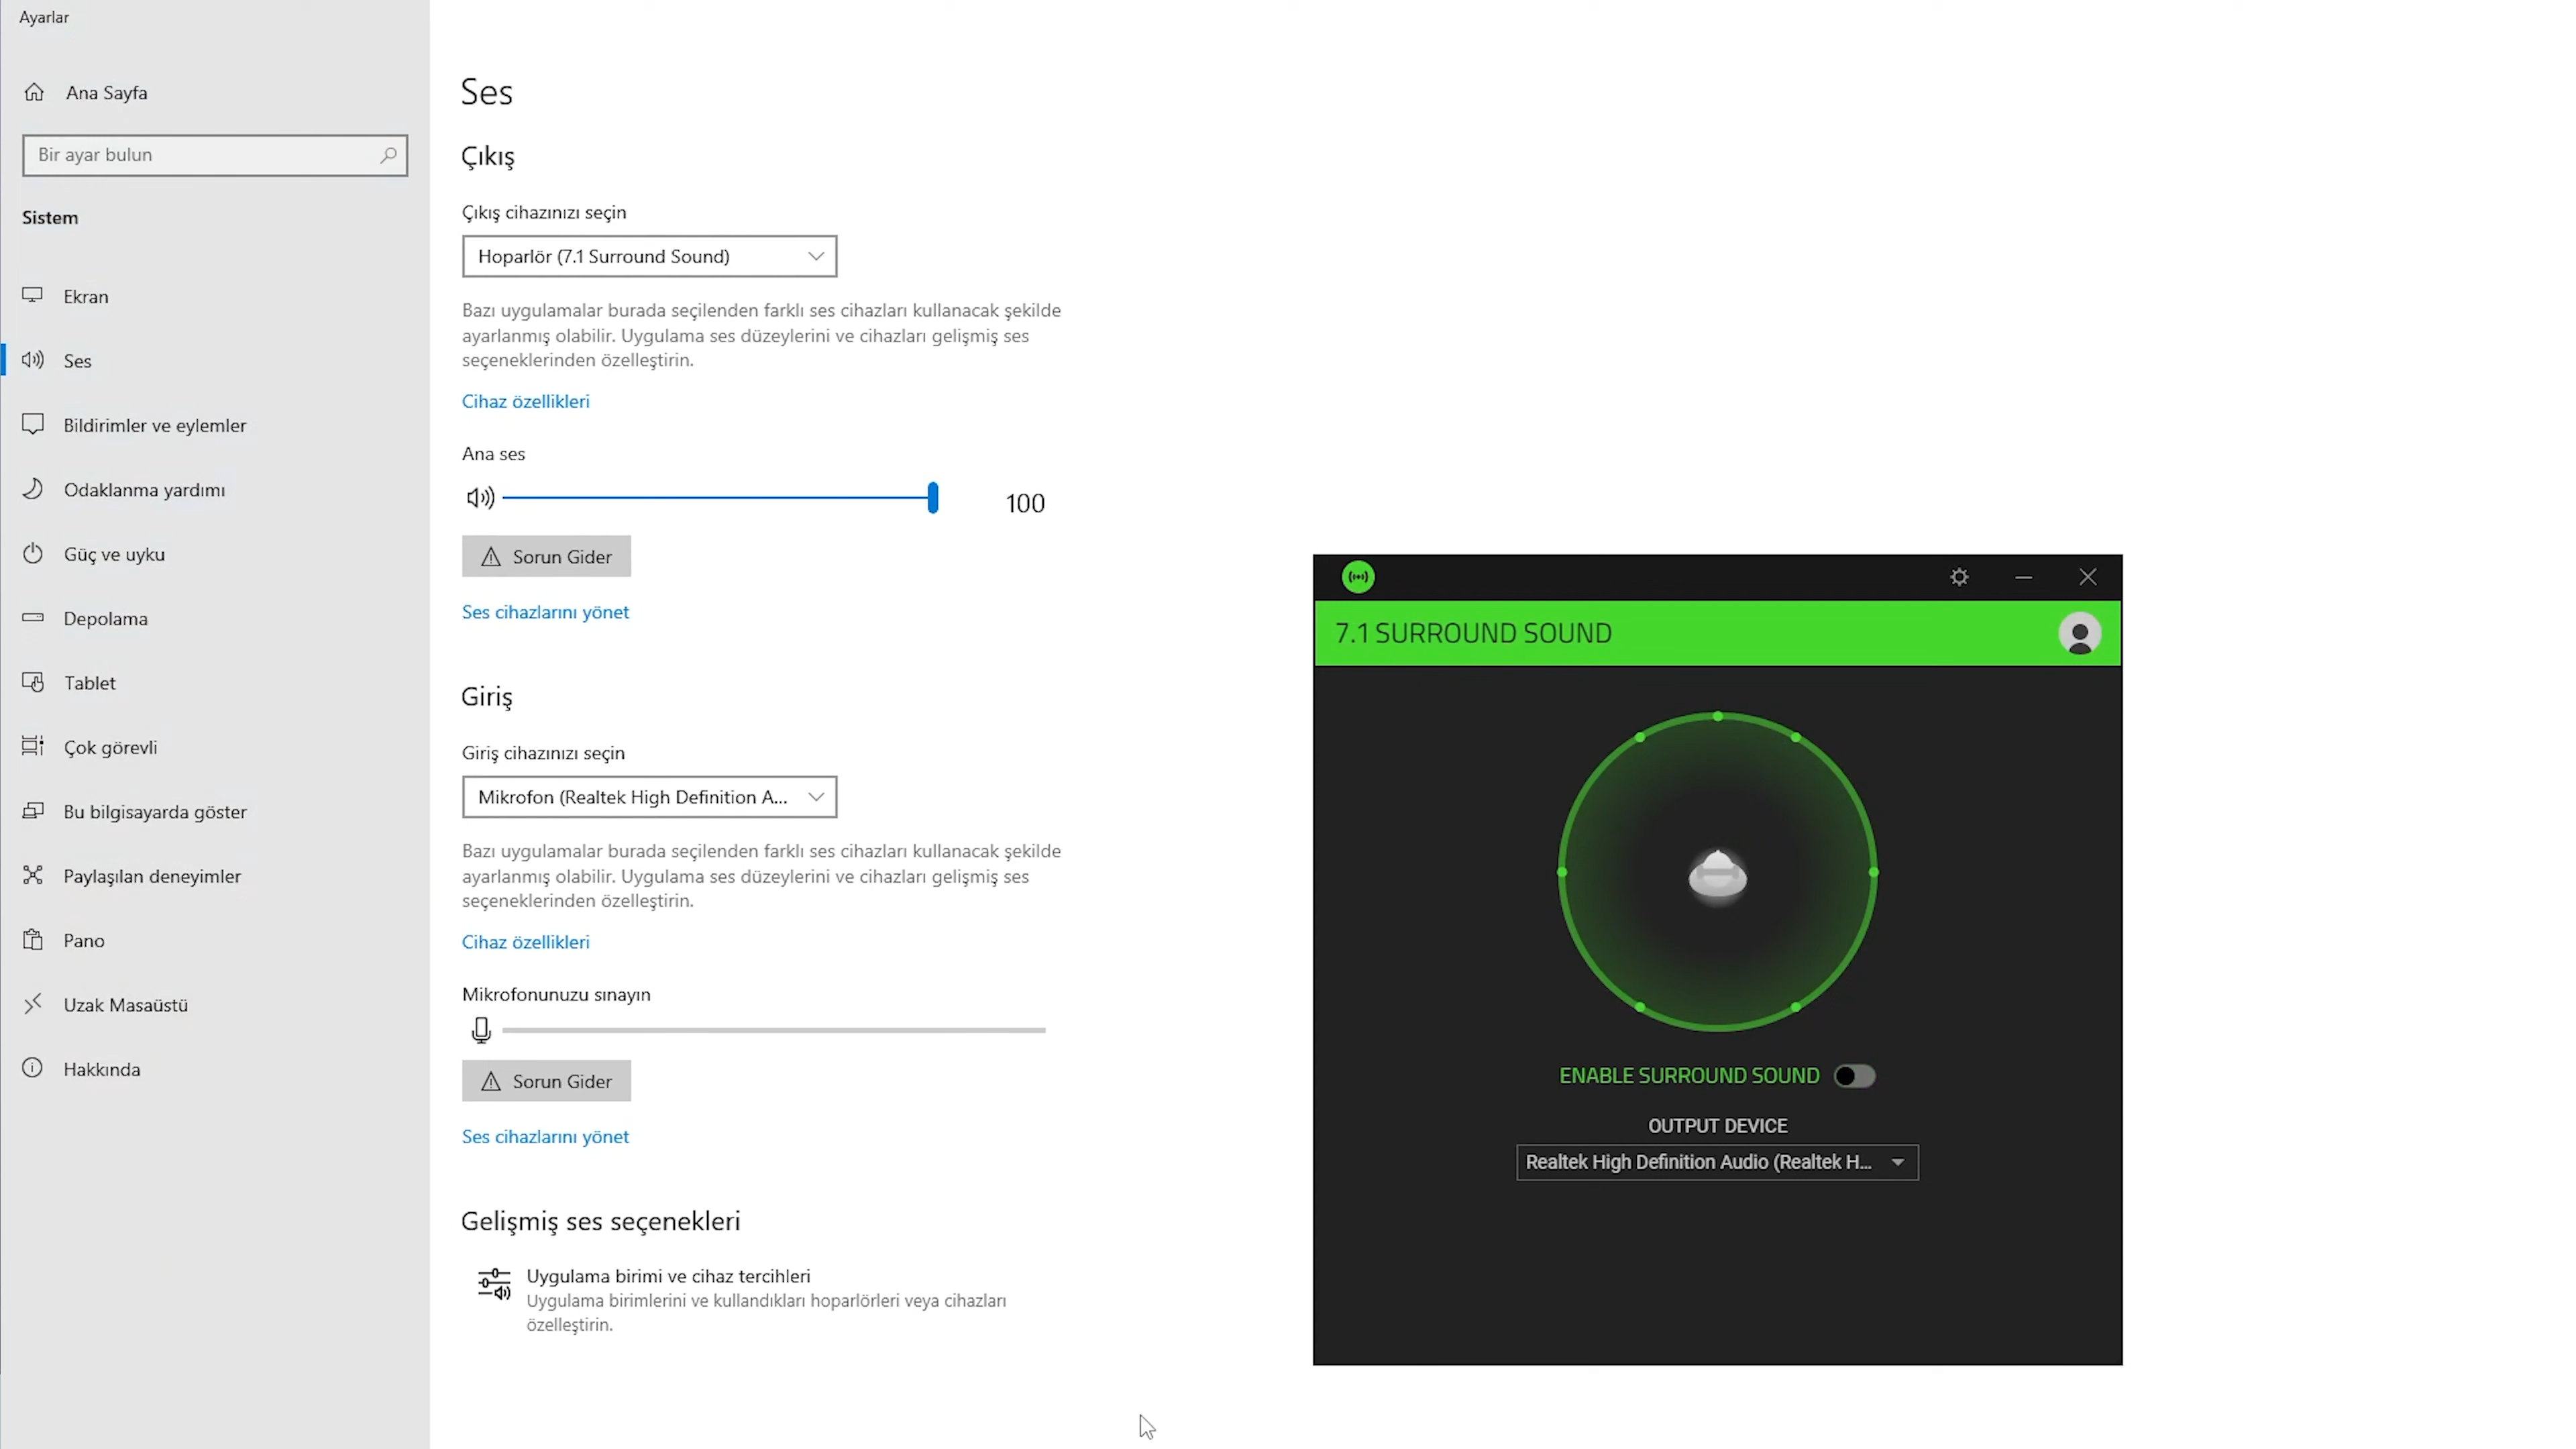 Ayarlar
Ana Sayfa
Bir ayar bulun
Sistem
Ekran
Ses
Bildirimler ve eylemler
Odaklanma yardımı
Güç ve uyku
Depolama
Tablet
Çok görevli
Bu bilgisayarda göster
Paylaşılan deneyimler
Pano
Uzak Masaüstü
Hakkında
Ses
Çıkış
Çıkış cihazınızı seçin
Hoparlör (7.1 Surround Sound)
Bazı uygulamalar burada seçilenden farklı ses cihazları kullanacak şekilde
ayarlanmış olabilir. Uygulama ses düzeylerini ve cihazları gelişmiş ses
seçeneklerinden özelleştirin.
Cihaz özellikleri
Ana ses
100
Sorun Gider
Ses cihazlarını yönet
Giriş
Giriş cihazınızı seçin
Mikrofon (Realtek High Definition A...
Bazı uygulamalar burada seçilenden farklı ses cihazları kullanacak şekilde
ayarlanmış olabilir. Uygulama ses düzeylerini ve cihazları gelişmiş ses
seçeneklerinden özelleştirin.
Cihaz özellikleri
Mikrofonunuzu sınayın
Sorun Gider
Ses cihazlarını yönet
Gelişmiş ses seçenekleri
Uygulama birimi ve cihaz tercihleri
Uygulama birimlerini ve kullandıkları hoparlörleri veya cihazları
özelleştirin.
7.1 SURROUND SOUND
ENABLE SURROUND SOUND
OUTPUT DEVICE
Realtek High Definition Audio (Realtek H...